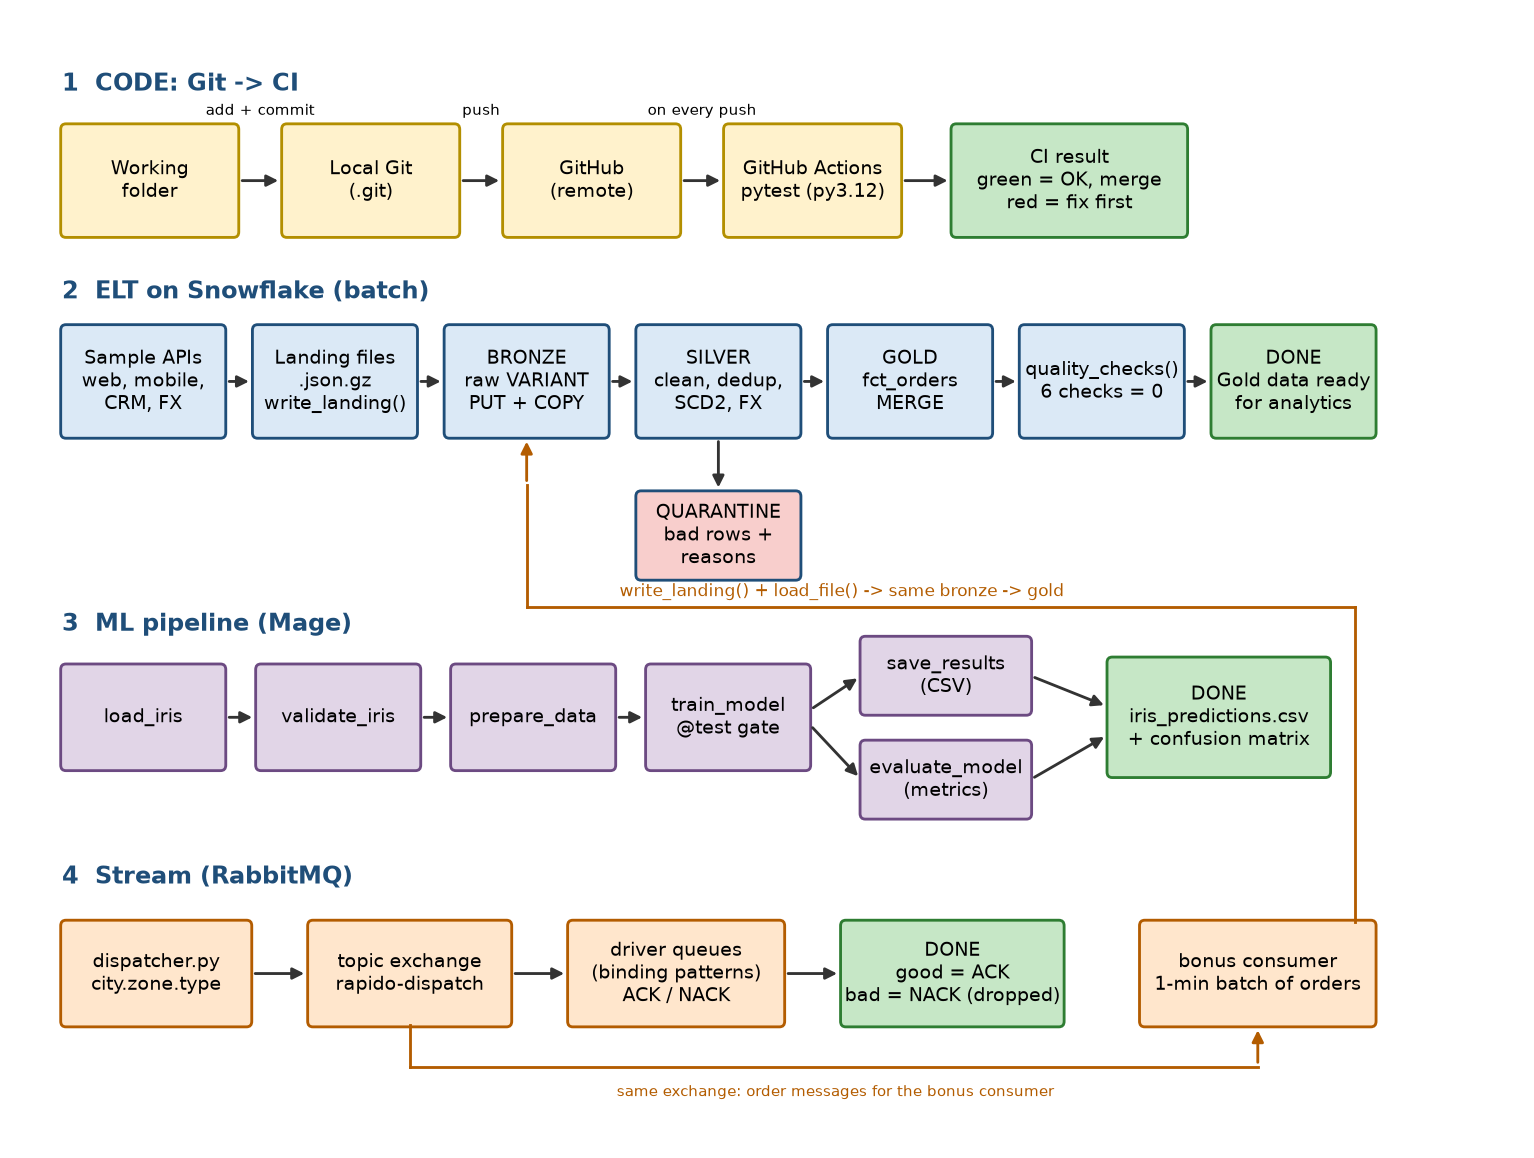 1  CODE: Git -> CI
add + commit
push
on every push
Working
folder
Local Git
(.git)
GitHub
(remote)
GitHub Actions
pytest (py3.12)
CI result
green = OK, merge
red = fix first
2  ELT on Snowflake (batch)
Sample APIs
web, mobile,
CRM, FX
Landing files
.json.gz
write_landing()
BRONZE
raw VARIANT
PUT + COPY
SILVER
clean, dedup,
SCD2, FX
GOLD
fct_orders
MERGE
quality_checks()
6 checks = 0
DONE
Gold data ready
for analytics
QUARANTINE
bad rows +
reasons
write_landing() + load_file() -> same bronze -> gold
3  ML pipeline (Mage)
load_iris
validate_iris
prepare_data
train_model
@test gate
save_results
(CSV)
evaluate_model
(metrics)
DONE
iris_predictions.csv
+ confusion matrix
4  Stream (RabbitMQ)
dispatcher.py
city.zone.type
topic exchange
rapido-dispatch
driver queues
(binding patterns)
ACK / NACK
DONE
good = ACK
bad = NACK (dropped)
bonus consumer
1-min batch of orders
same exchange: order messages for the bonus consumer